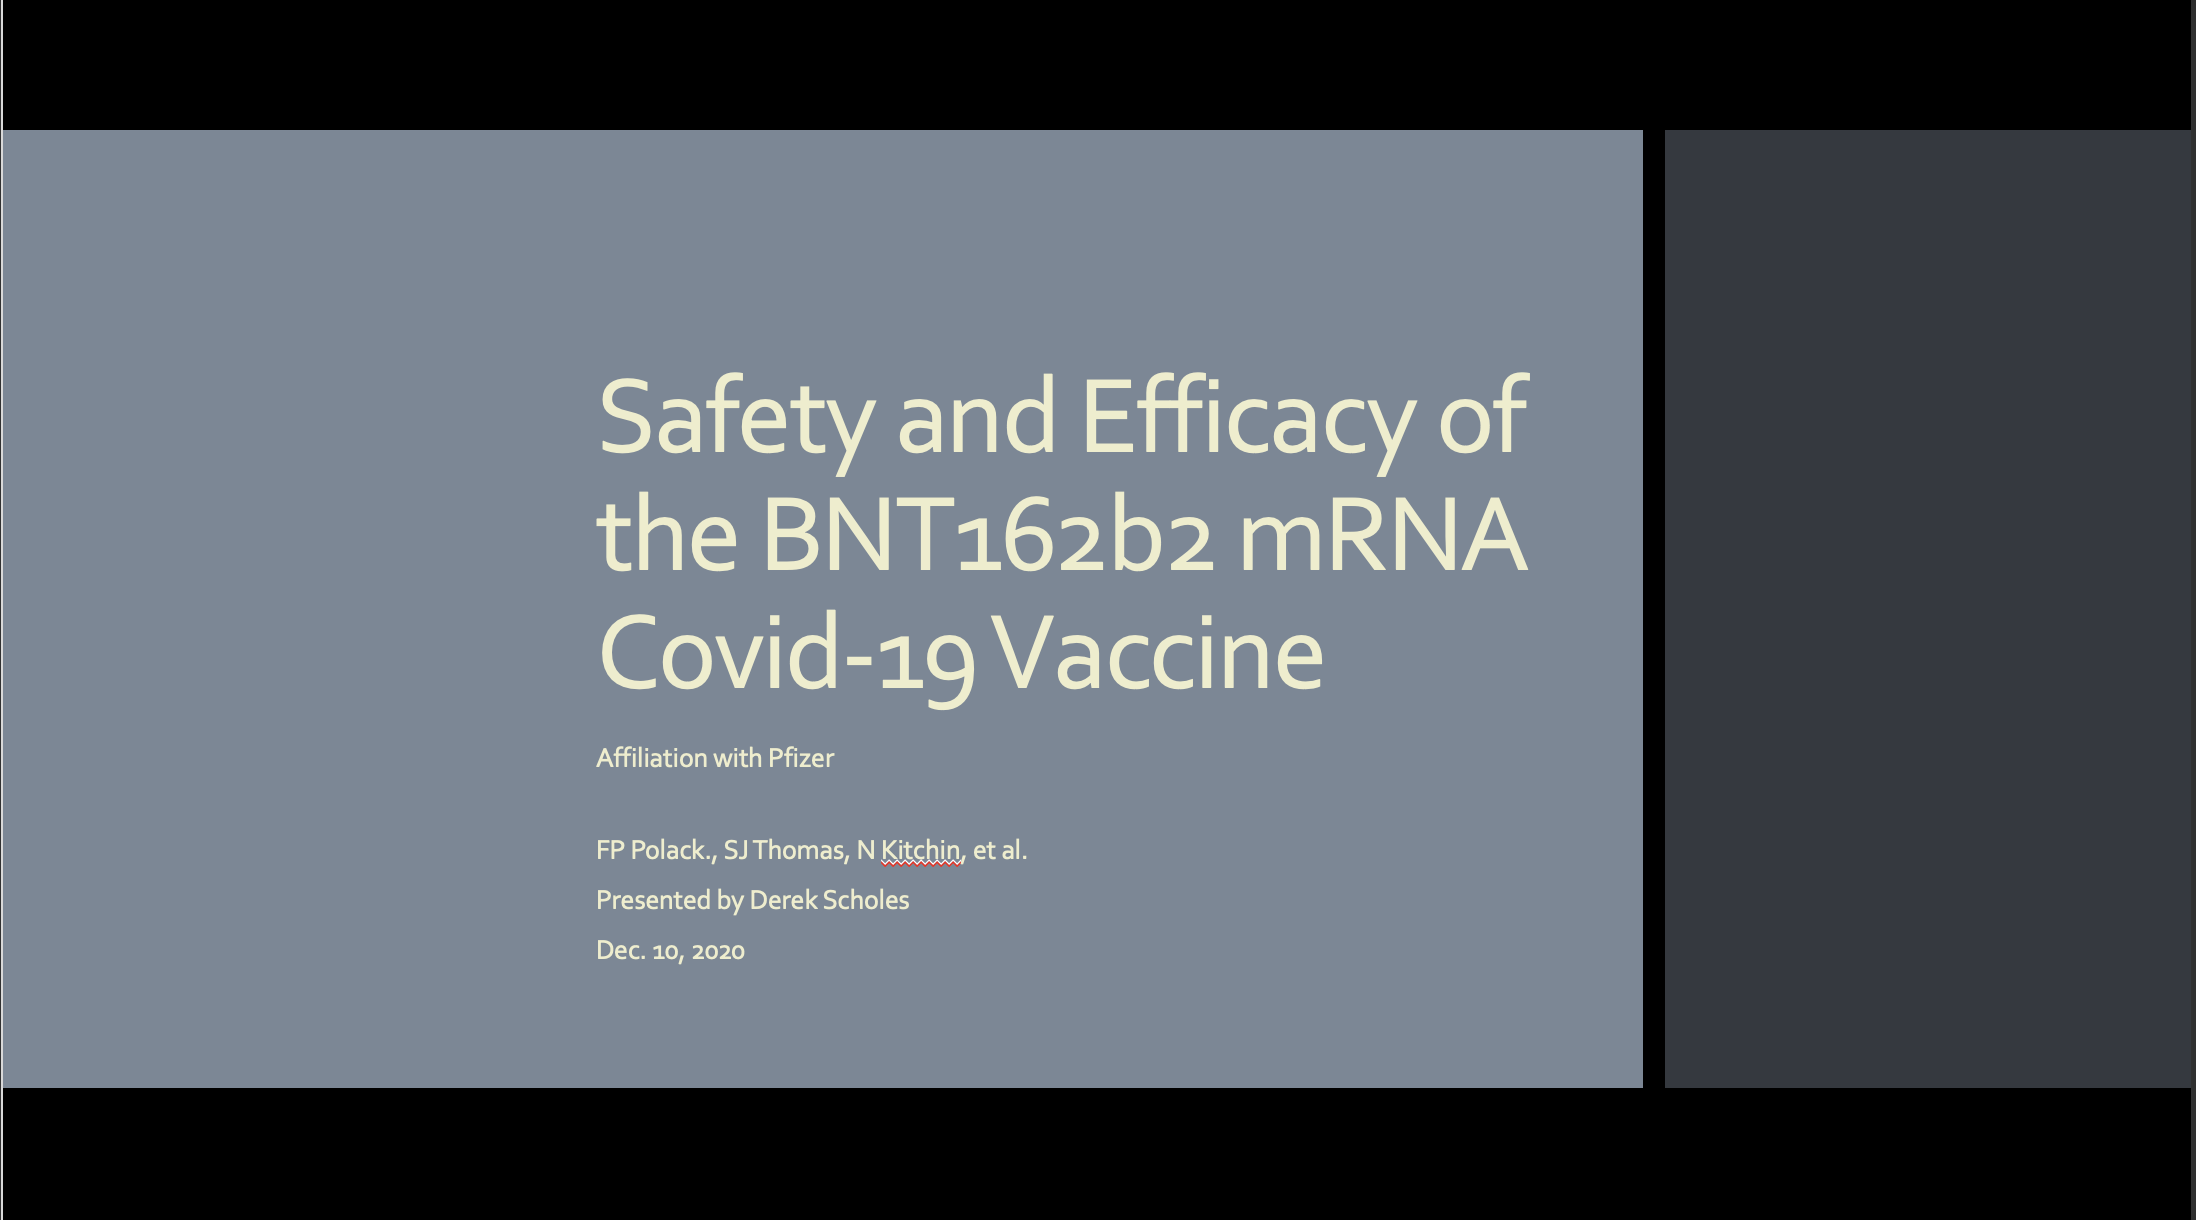 Safety and Efficacy of
the BNT162b2 mRNA
Covid-19 Vaccine
Affiliation with Pfizer
FP Polack., SJ Thomas, N Kitchin, et al.
Presented by Derek Scholes
Dec. 10, 2020